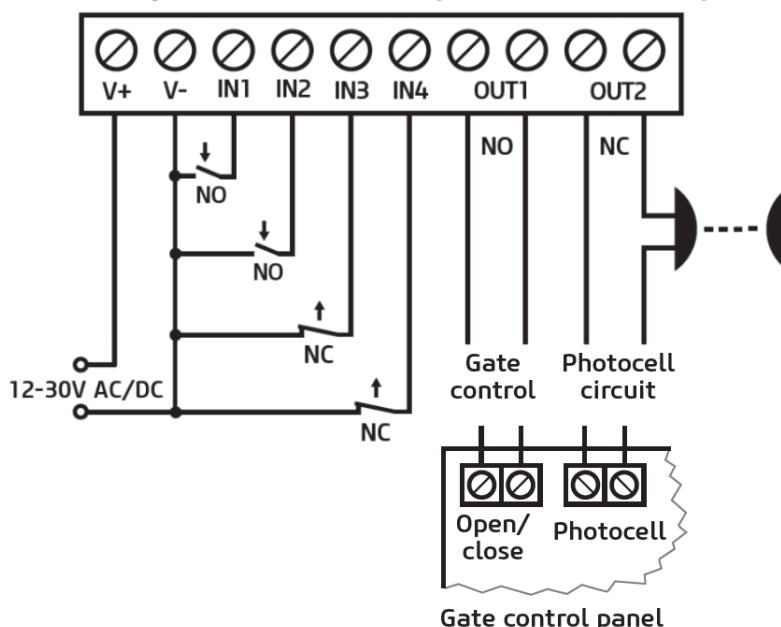 V+ V- IN1 IN2 IN3 IN4 OUT1 OUT2
NO NC
NO
NO
NC
12-30V AC/DC
NC
Gate
control
Photocell
circuit
Open/
close
Photocell
Gate control panel